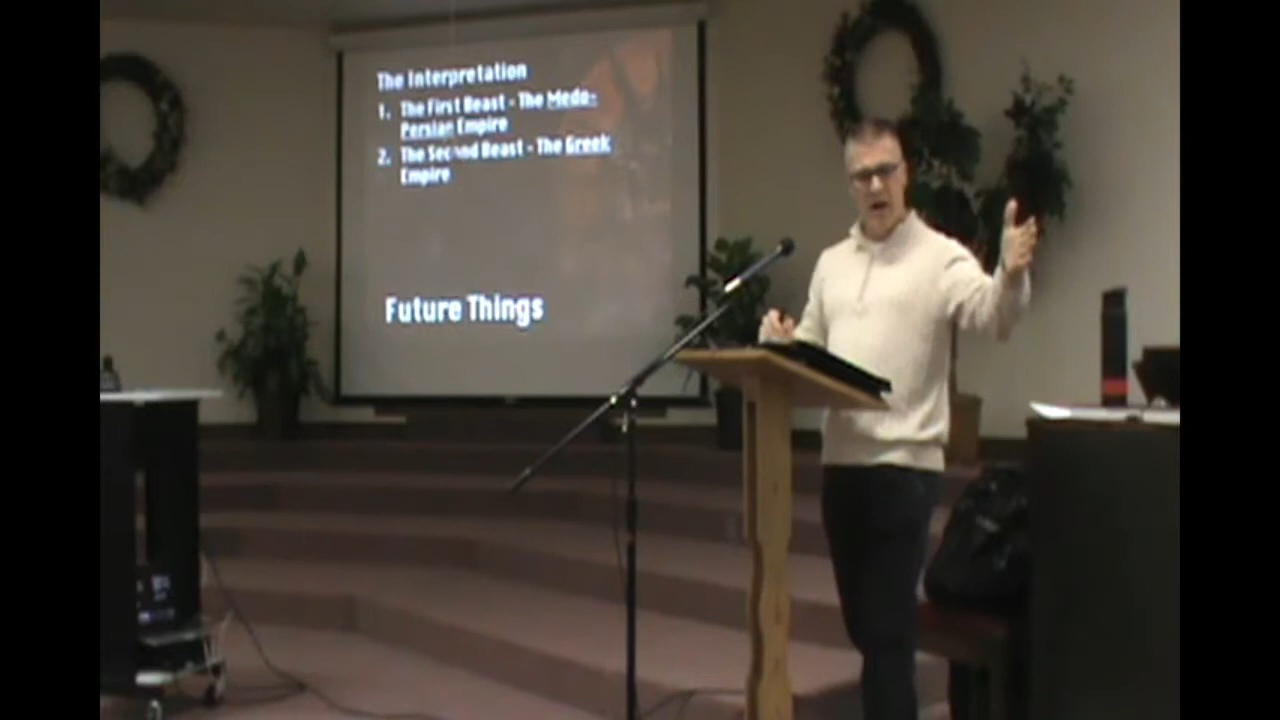 The Interpretation
1. The First Beast - The Medo-
Persian Empire
2. The Second Beast - The Greek
Empire
Future Things